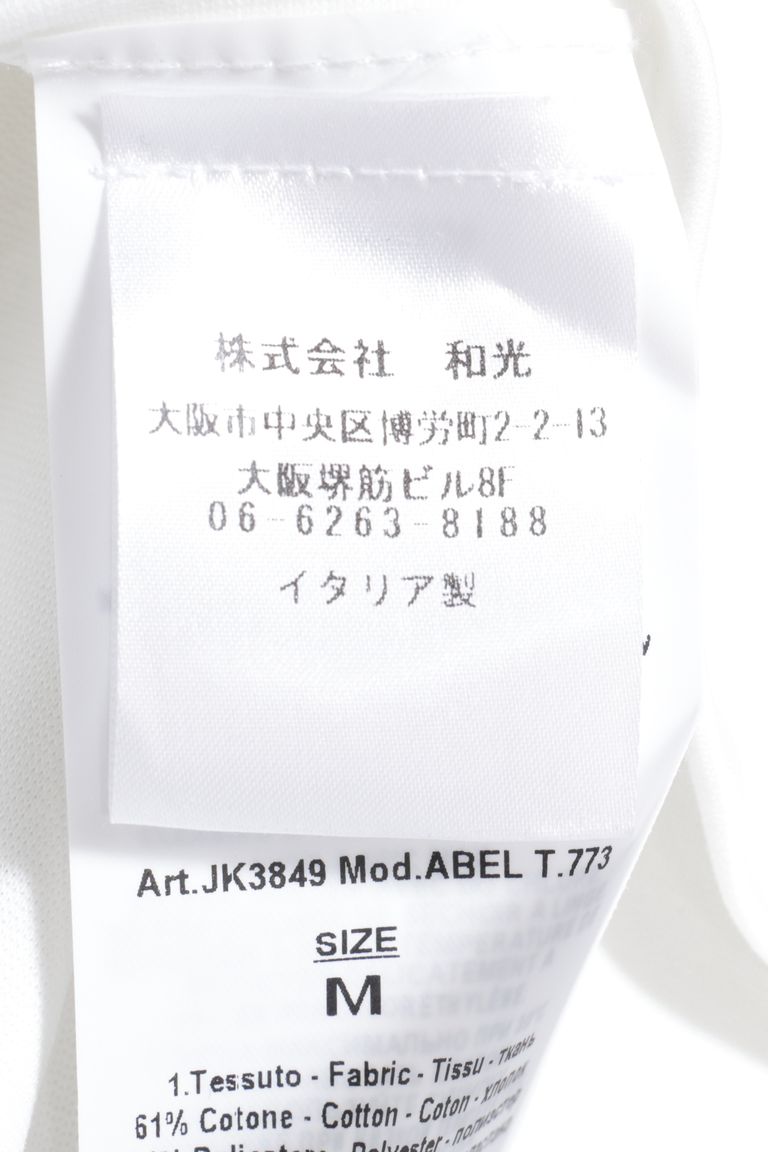 株式会社　和光
大阪市中央区博労町2-2-13
大阪堺筋ビル8F
06-6263-8188
イタリア製
Art.JK3849 Mod.ABEL T.773
SIZE
M
1.Tessuto - Fabric - Tissu - ткань
61% Cotone - Cotton - Coton - хлопок
Polyester -